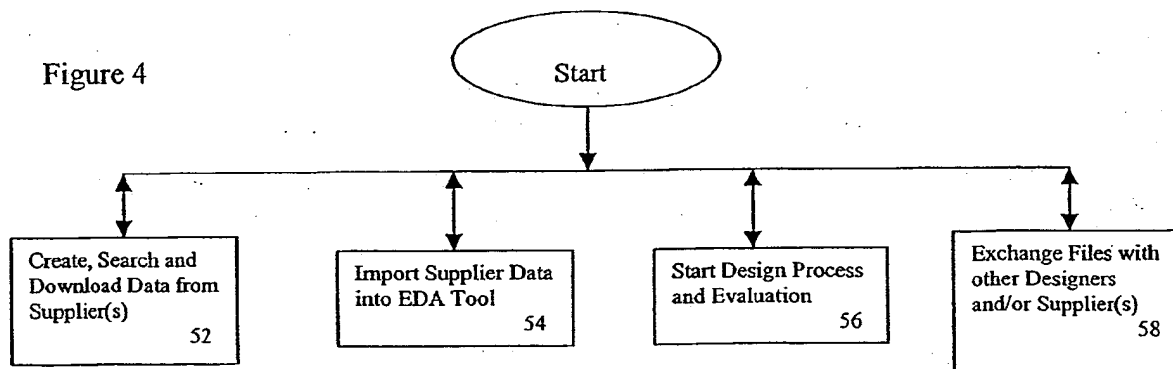 Figure 4
Start
Create, Search and
Download Data from
Supplier(s)
52
Import Supplier Data
into EDA Tool
54
Start Design Process
and Evaluation
56
Exchange Files with
other Designers
and/or Supplier(s)
58